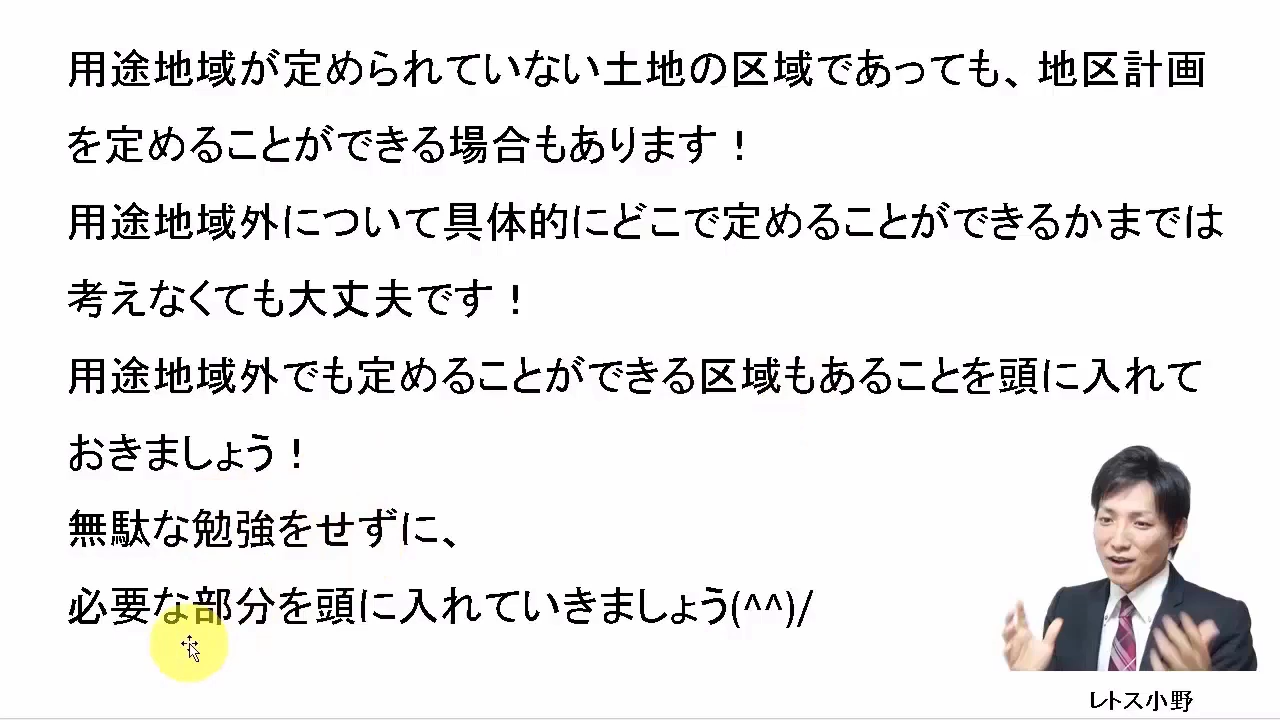 用途地域が定められていない土地の区域であっても、地区計画
を定めることができる場合もあります！
用途地域外について具体的にどこで定めることができるかまでは
考えなくても大丈夫です！
用途地域外でも定めることができる区域もあることを頭に入れて
おきましょう！
無駄な勉強をせずに、
必要な部分を頭に入れていきましょう(^^)/
レトス小野